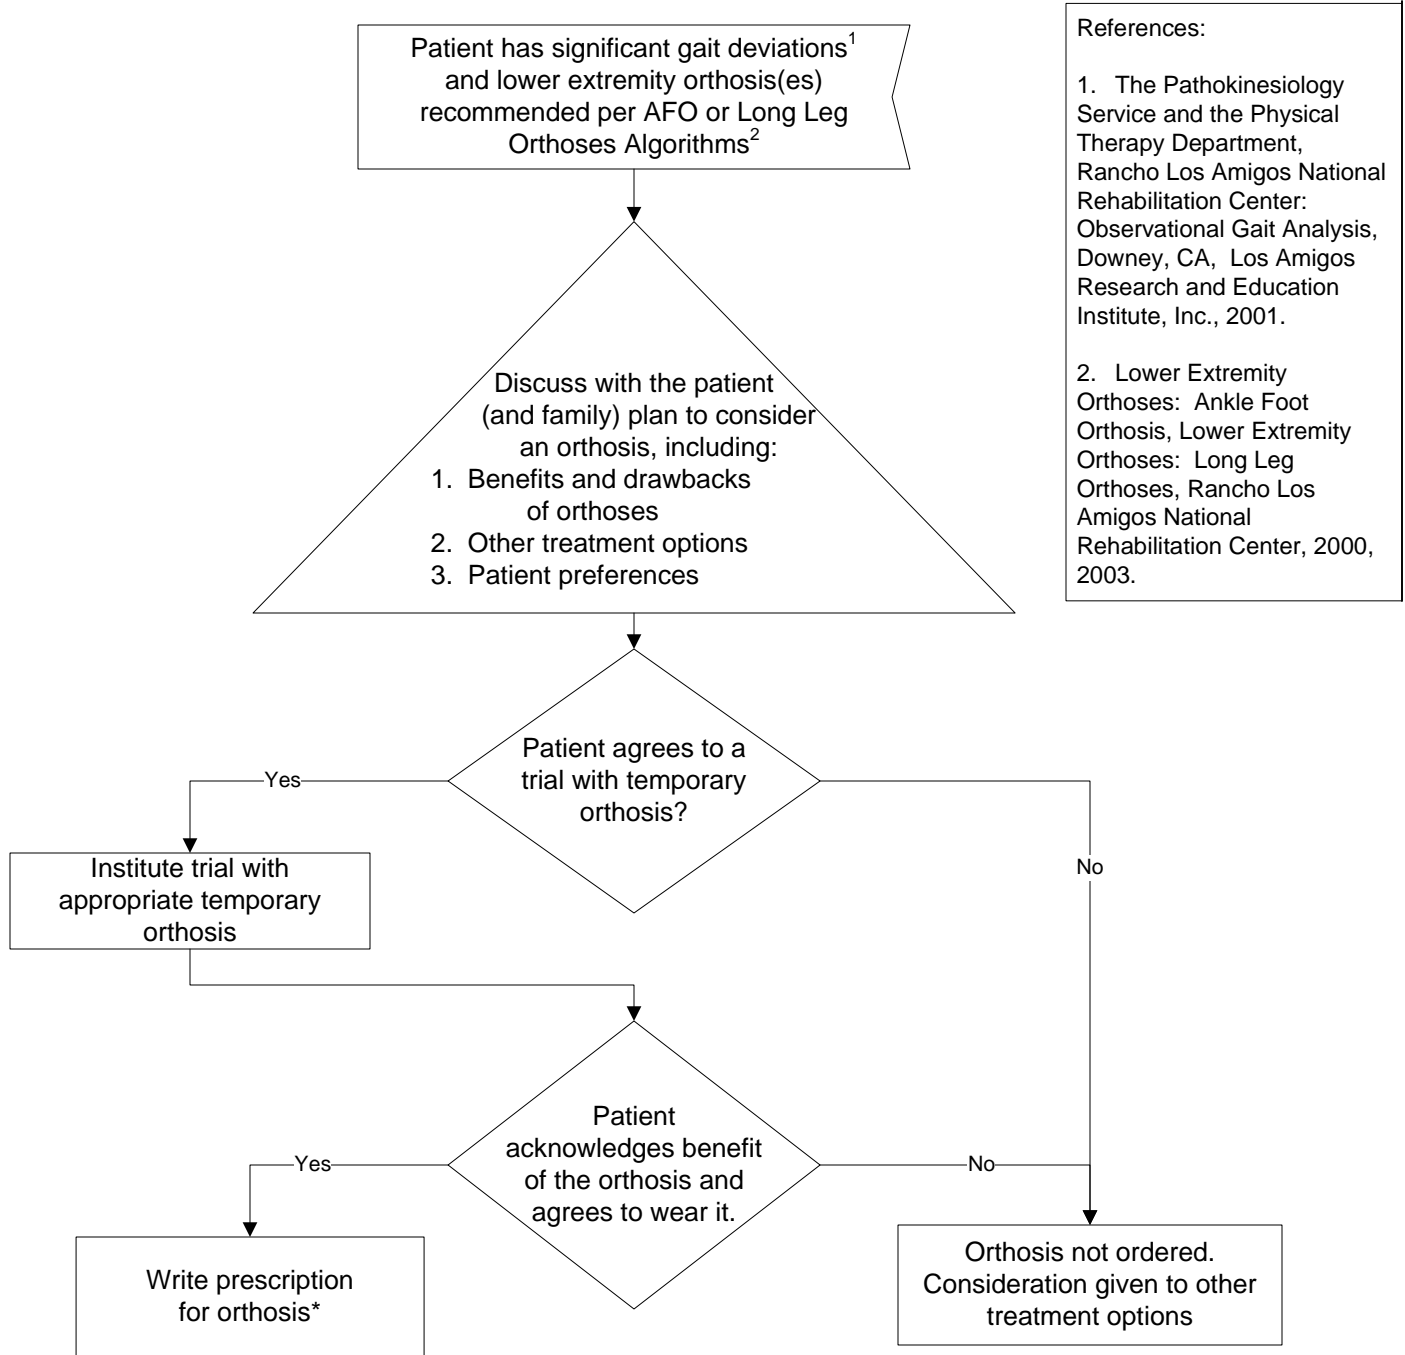 Patient has significant gait deviations1
and lower extremity orthosis(es)
recommended per AFO or Long Leg
Orthoses Algorithms2
References:
1. The Pathokinesiology
Service and the Physical
Therapy Department,
Rancho Los Amigos National
Rehabilitation Center:
Observational Gait Analysis,
Downey, CA, Los Amigos
Research and Education
Institute, Inc., 2001.
2. Lower Extremity
Orthoses: Ankle Foot
Orthosis, Lower Extremity
Orthoses: Long Leg
Orthoses, Rancho Los
Amigos National
Rehabilitation Center, 2000,
2003.
Discuss with the patient
(and family) plan to consider
an orthosis, including:
1. Benefits and drawbacks
of orthoses
2. Other treatment options
3. Patient preferences
Patient agrees to a
trial with temporary
orthosis?
Yes
No
Institute trial with
appropriate temporary
orthosis
Patient
acknowledges benefit
of the orthosis and
agrees to wear it.
Yes
No
Write prescription
for orthosis*
Orthosis not ordered.
Consideration given to other
treatment options